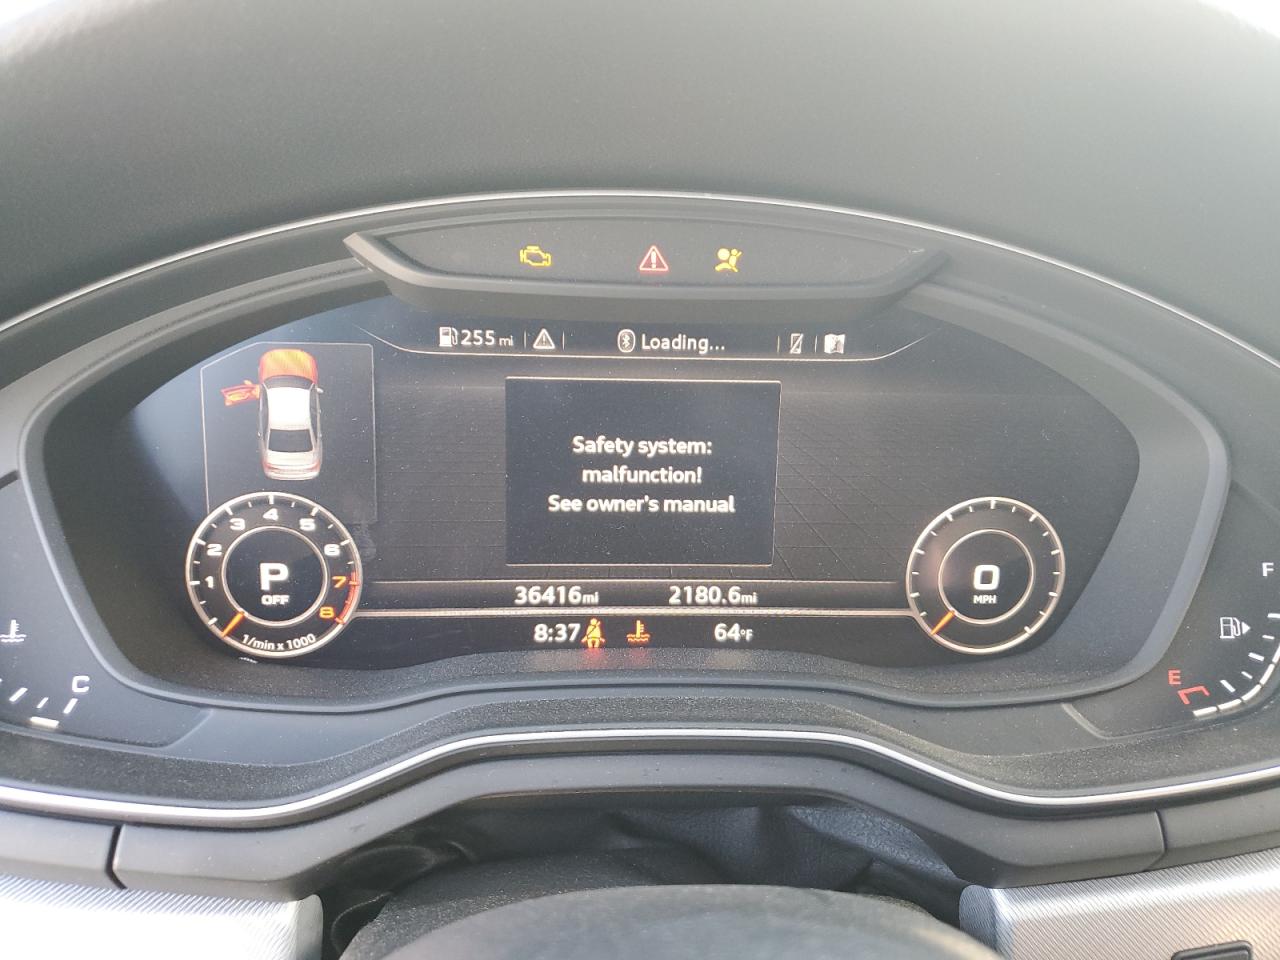 255 mi
Loading...
Safety system:
malfunction!
See owner's manual
1 2 3 4 5 6 7 8
P
OFF
1/min x 1000
0
MPH
36416mi 2180.6mi
8:37 64°F
C
F
E